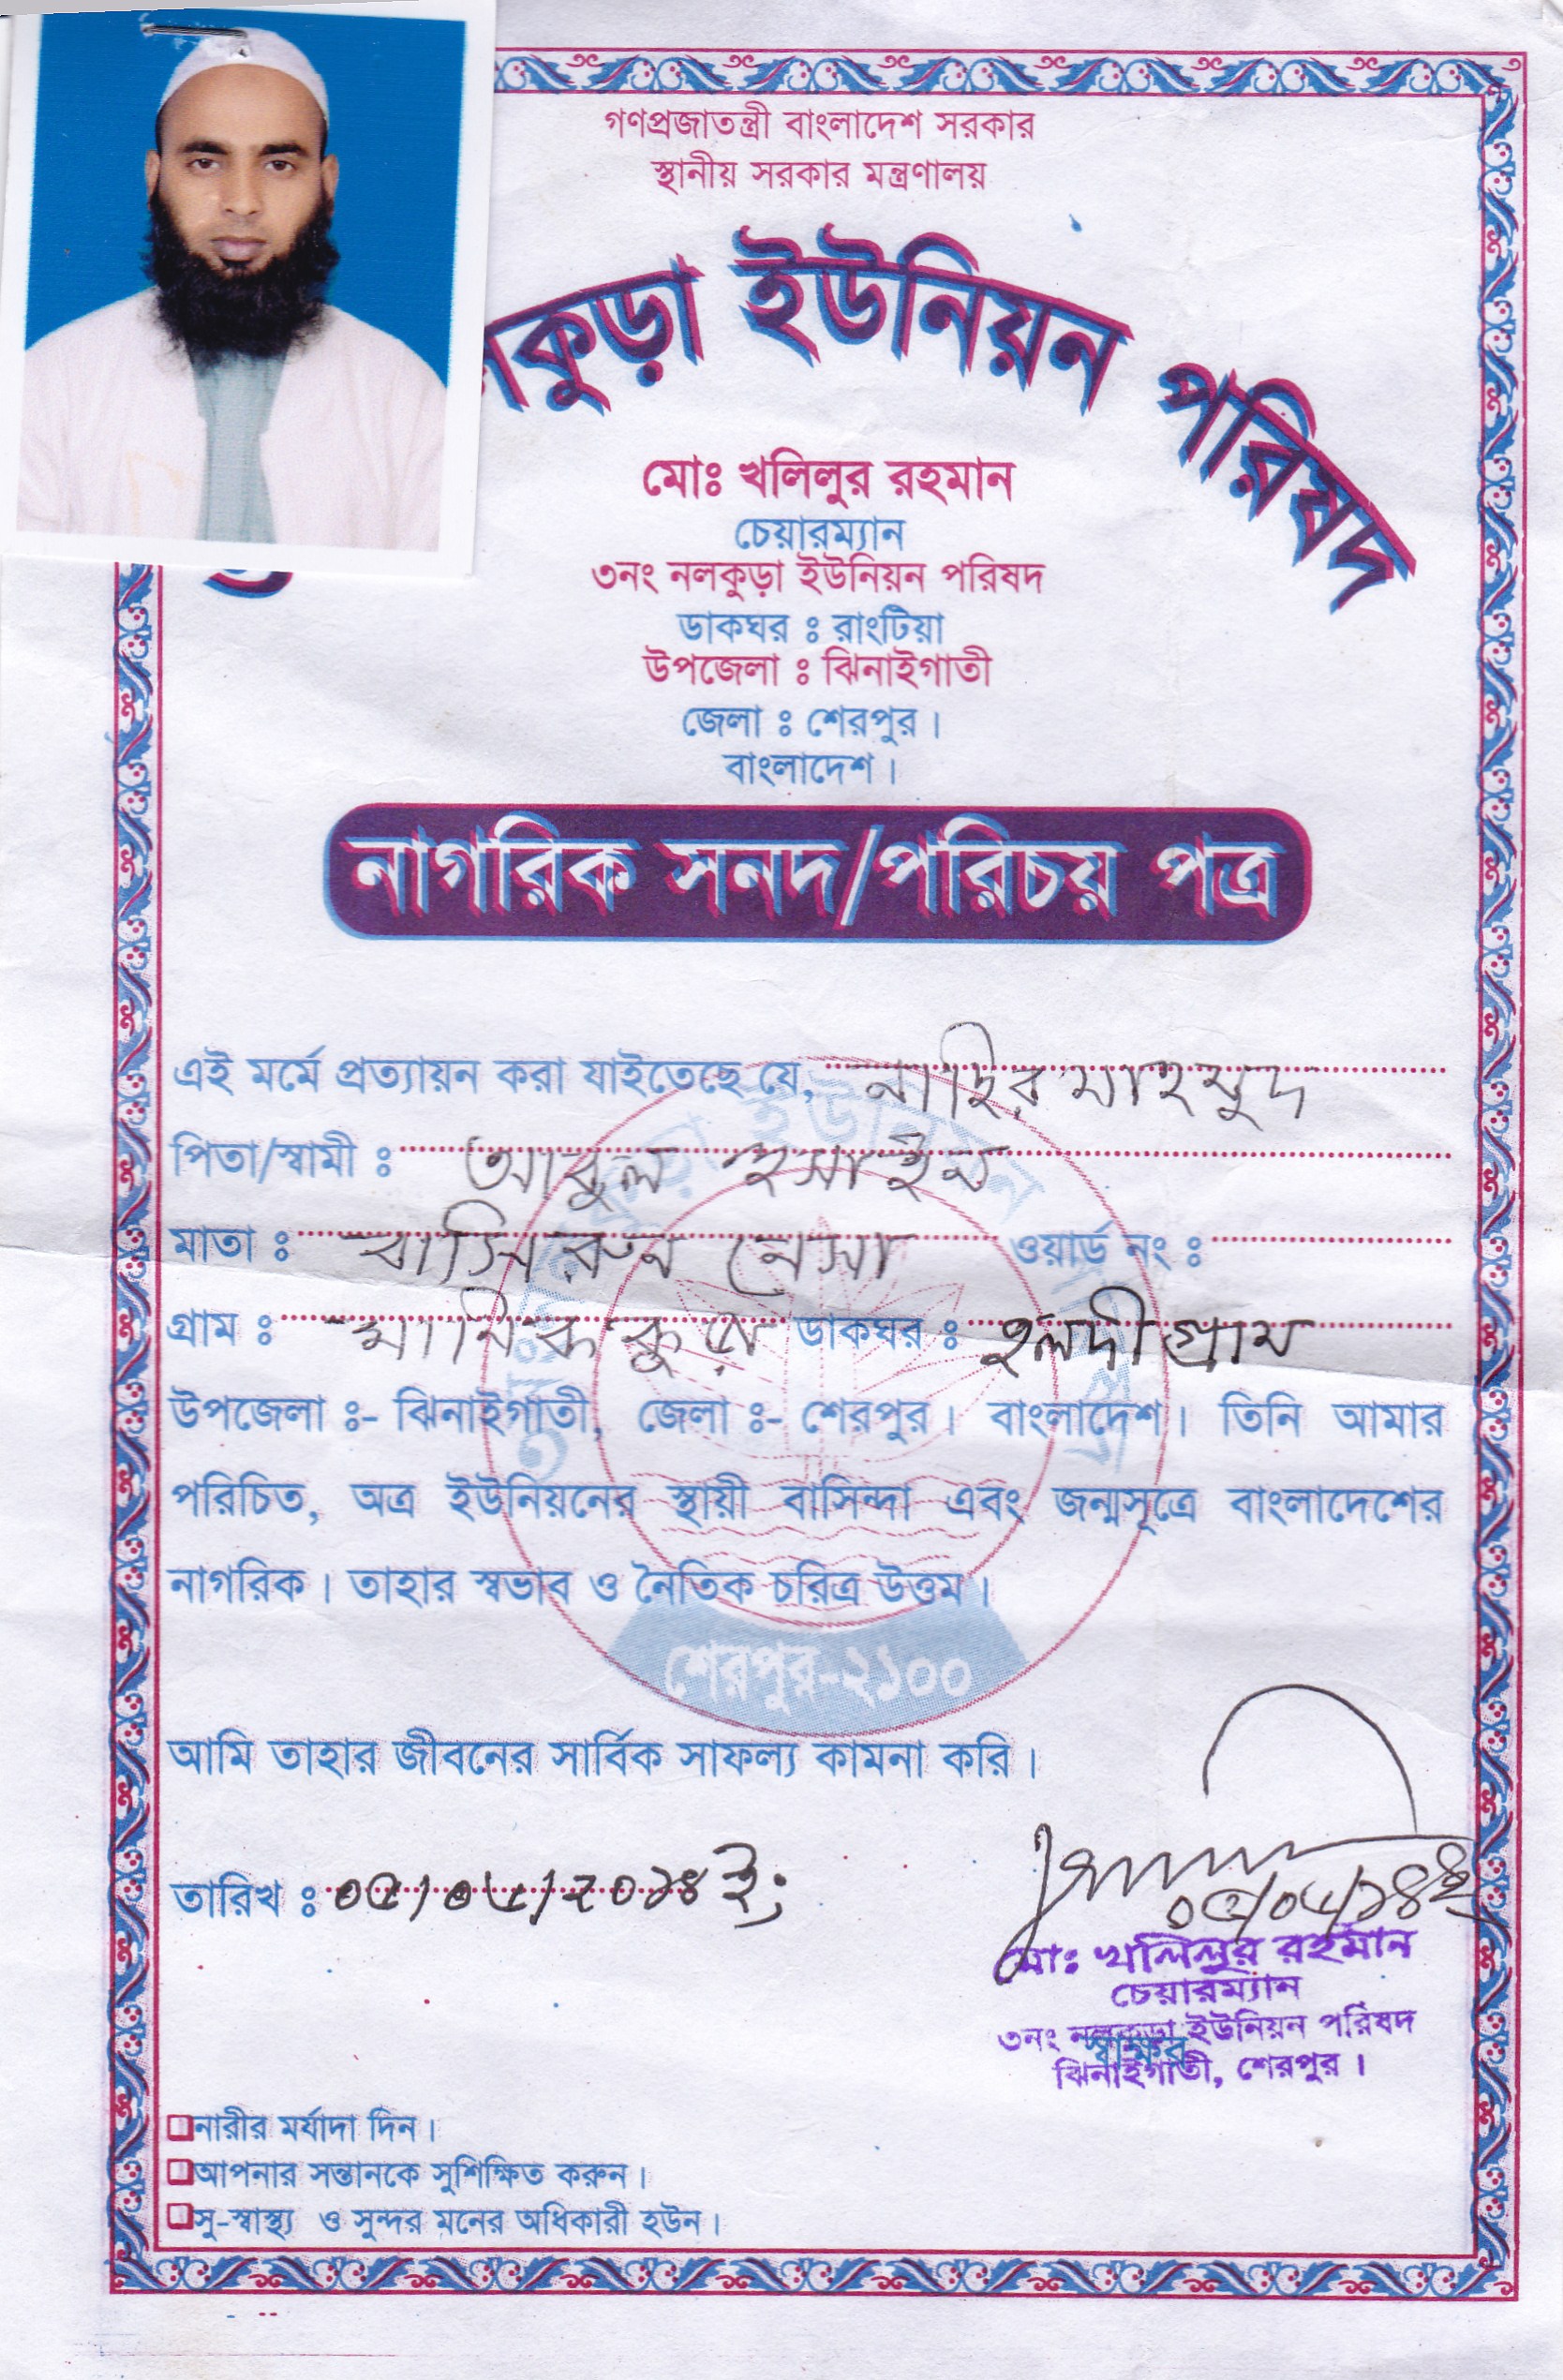 গণপ্রজাতন্ত্রী বাংলাদেশ সরকার
স্থানীয় সরকার মন্ত্রণালয়
কুড়া ইউনিয়ন পরিষদ
মোঃ খলিলুর রহমান
চেয়ারম্যান
৩নং নলকুড়া ইউনিয়ন পরিষদ
ডাকঘর ঃ রাংটিয়া
উপজেলা ঃ ঝিনাইগাতী
জেলা ঃ শেরপুর।
বাংলাদেশ।
নাগরিক সনদ/পরিচয় পত্র
এই মর্মে প্রত্যায়ন করা যাইতেছে যে, মাহমুদ
পিতা/স্বামী ঃ আবুল হুসাইন
মাতা ঃ বাসিরুন নেসা ওয়ার্ড নং ঃ
গ্রাম ঃ মানিককুড়া ডাকঘর ঃ হলদীগ্রাম
উপজেলা ঃ- ঝিনাইগাতী, জেলা ঃ- শেরপুর। বাংলাদেশ। তিনি আমার
পরিচিত, অত্র ইউনিয়নের স্থায়ী বাসিন্দা এবং জন্মসূত্রে বাংলাদেশের
নাগরিক। তাহার স্বভাব ও নৈতিক চরিত্র উত্তম।
শেরপুর-২১০০
আমি তাহার জীবনের সার্বিক সাফল্য কামনা করি।
তারিখ ঃ ০৫/০৮/২০১৪ ইং
০৫/০৮/১৪ইং
মোঃ খলিলুর রহমান
চেয়ারম্যান
৩নং নলকুড়া ইউনিয়ন পরিষদ
স্বাক্ষর
ঝিনাইগাতী, শেরপুর।
নারীর মর্যাদা দিন।
আপনার সন্তানকে সুশিক্ষিত করুন।
সু-স্বাস্থ্য ও সুন্দর মনের অধিকারী হউন।